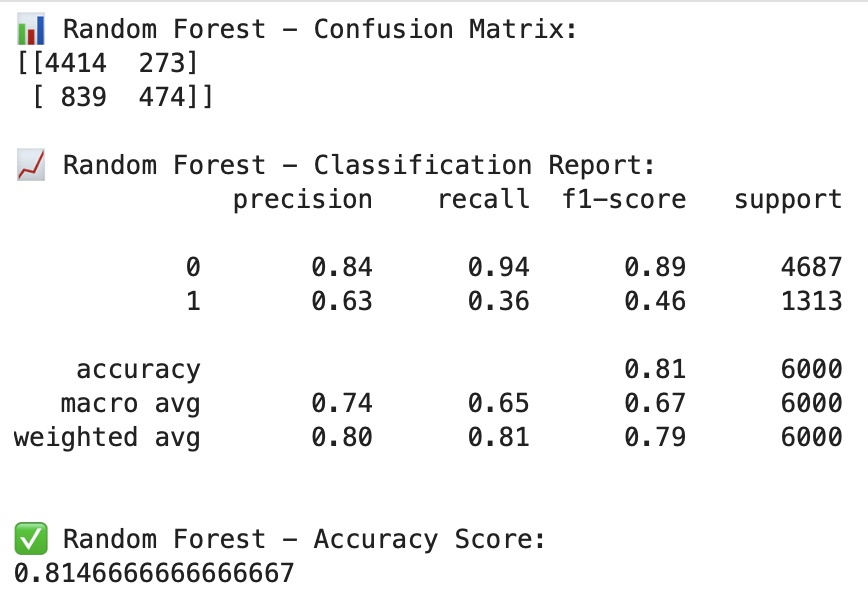 📊 Random Forest – Confusion Matrix:
[[4414  273]
 [ 839  474]]
📈 Random Forest – Classification Report:
              precision    recall  f1-score   support
           0       0.84      0.94      0.89      4687
           1       0.63      0.36      0.46      1313
    accuracy                           0.81      6000
   macro avg       0.74      0.65      0.67      6000
weighted avg       0.80      0.81      0.79      6000
✅ Random Forest – Accuracy Score:
0.8146666666666667